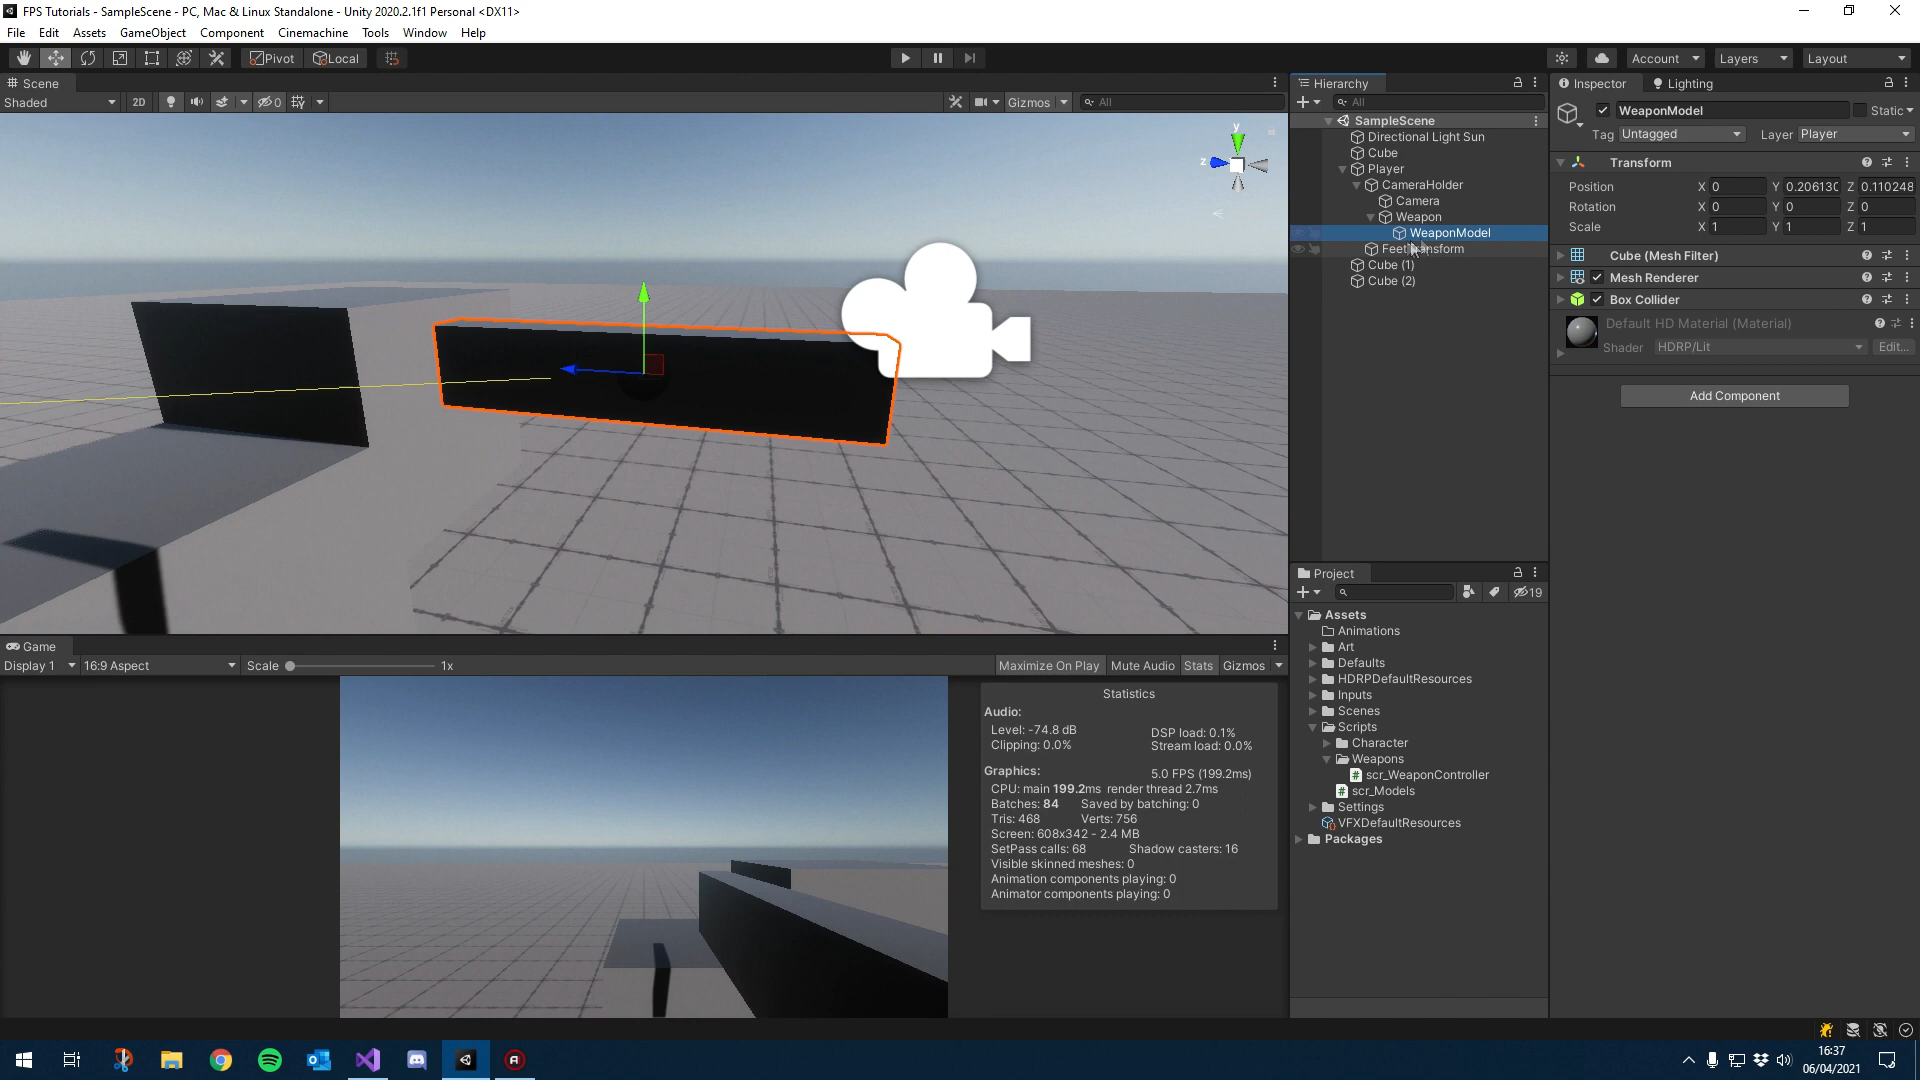 FPS Tutorials - SampleScene - PC, Mac & Linux Standalone - Unity 2020.2.1f1 Personal <DX11>
File Edit Assets GameObject Component Cinemachine Tools Window Help
Pivot Local
Account Layers Layout
Scene
Shaded 2D 0 Gizmos All
y
z
Hierarchy
All
SampleScene
Directional Light Sun
Cube
Player
CameraHolder
Camera
Weapon
WeaponModel
FeetTransform
Cube (1)
Cube (2)
Inspector Lighting
WeaponModel Static
Tag Untagged Layer Player
Transform
Position X 0 Y 0.20613( Z 0.110248
Rotation X 0 Y 0 Z 0
Scale X 1 Y 1 Z 1
Cube (Mesh Filter)
Mesh Renderer
Box Collider
Default HD Material (Material)
Shader HDRP/Lit Edit...
Add Component
Project
19
Assets
Animations
Art
Defaults
HDRPDefaultResources
Inputs
Scenes
Scripts
Character
Weapons
scr_WeaponController
scr_Models
Settings
VFXDefaultResources
Packages
Game
Display 1 16:9 Aspect Scale 1x Maximize On Play Mute Audio Stats Gizmos
Statistics
Audio:
Level: -74.8 dB DSP load: 0.1%
Clipping: 0.0% Stream load: 0.0%
Graphics: 5.0 FPS (199.2ms)
CPU: main 199.2ms render thread 2.7ms
Batches: 84 Saved by batching: 0
Tris: 468 Verts: 756
Screen: 608x342 - 2.4 MB
SetPass calls: 68 Shadow casters: 16
Visible skinned meshes: 0
Animation components playing: 0
Animator components playing: 0
16:37
06/04/2021